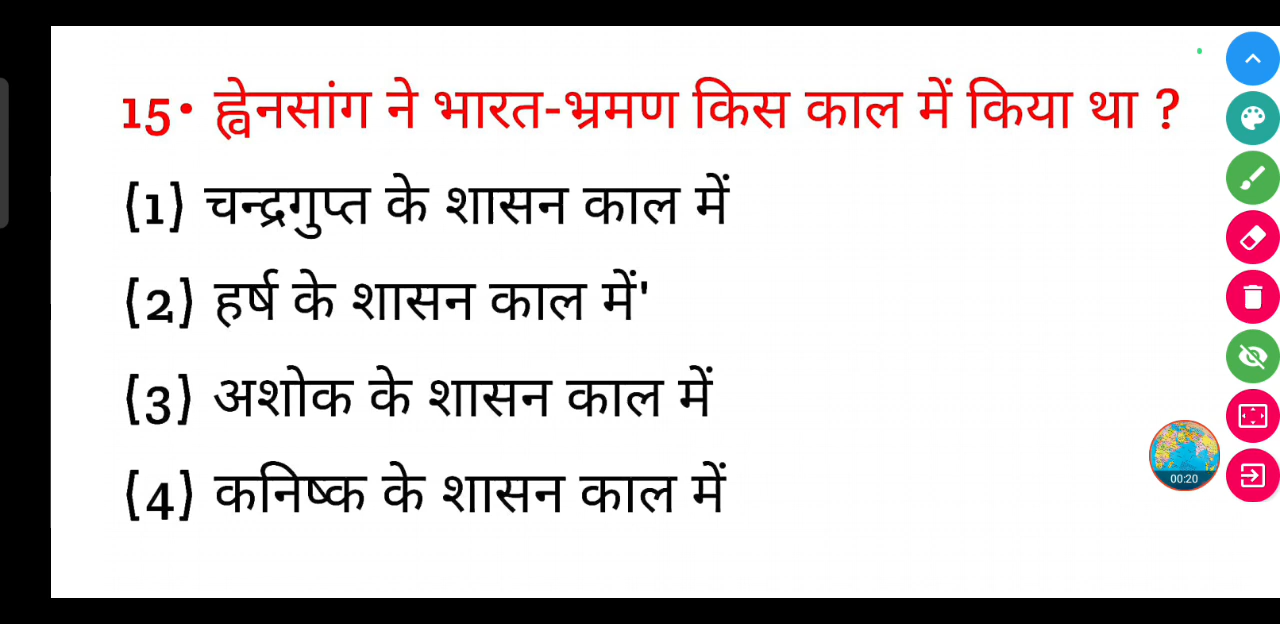 15• ह्वेनसांग ने भारत-भ्रमण किस काल में किया था ?
(1) चन्द्रगुप्त के शासन काल में
(2) हर्ष के शासन काल में'
(3) अशोक के शासन काल में
(4) कनिष्क के शासन काल में
00:20